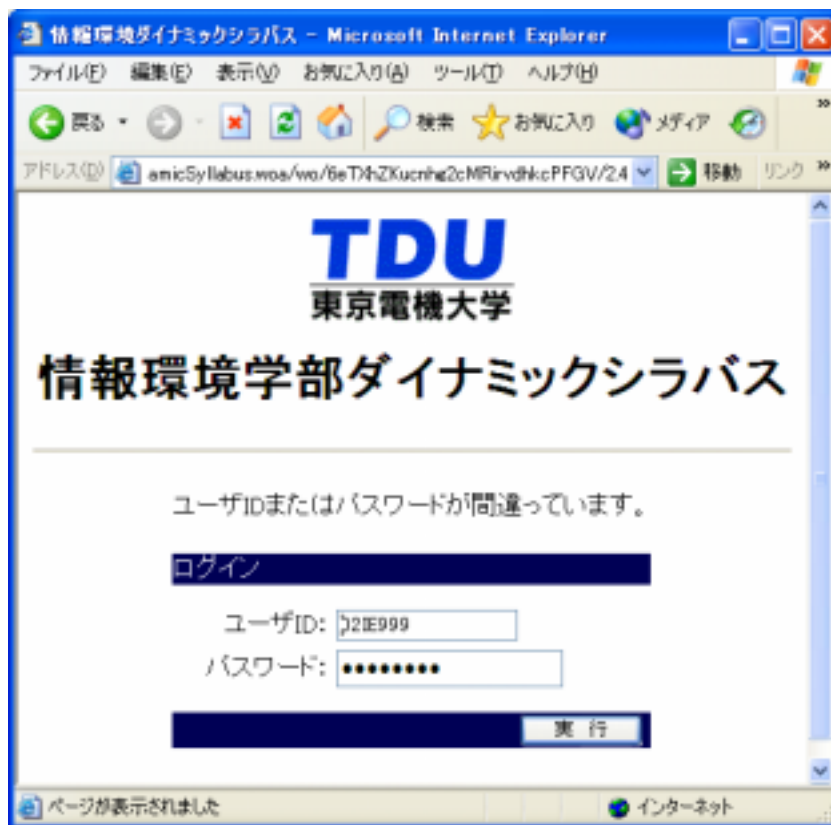 情報環境ダイナミックシラバス - Microsoft Internet Explorer
ファイル(F) 編集(E) 表示(V) お気に入り(A) ツール(T) ヘルプ(H)
戻る 検索 お気に入り メディア »
アドレス(D) 移動 リンク »
TDU
東京電機大学
情報環境学部ダイナミックシラバス
ユーザIDまたはパスワードが間違っています。
ログイン
ユーザID: 02IE999
パスワード: ••••••••
実 行
ページが表示されました インターネット